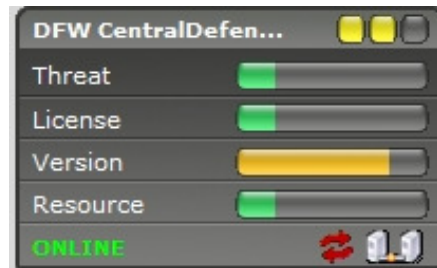 DFW CentralDefen...
Threat
License
Version
Resource
ONLINE